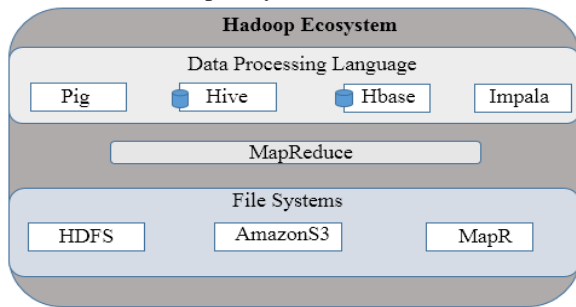 Hadoop Ecosystem
Data Processing Language
Pig Hive Hbase Impala
MapReduce
File Systems
HDFS AmazonS3 MapR